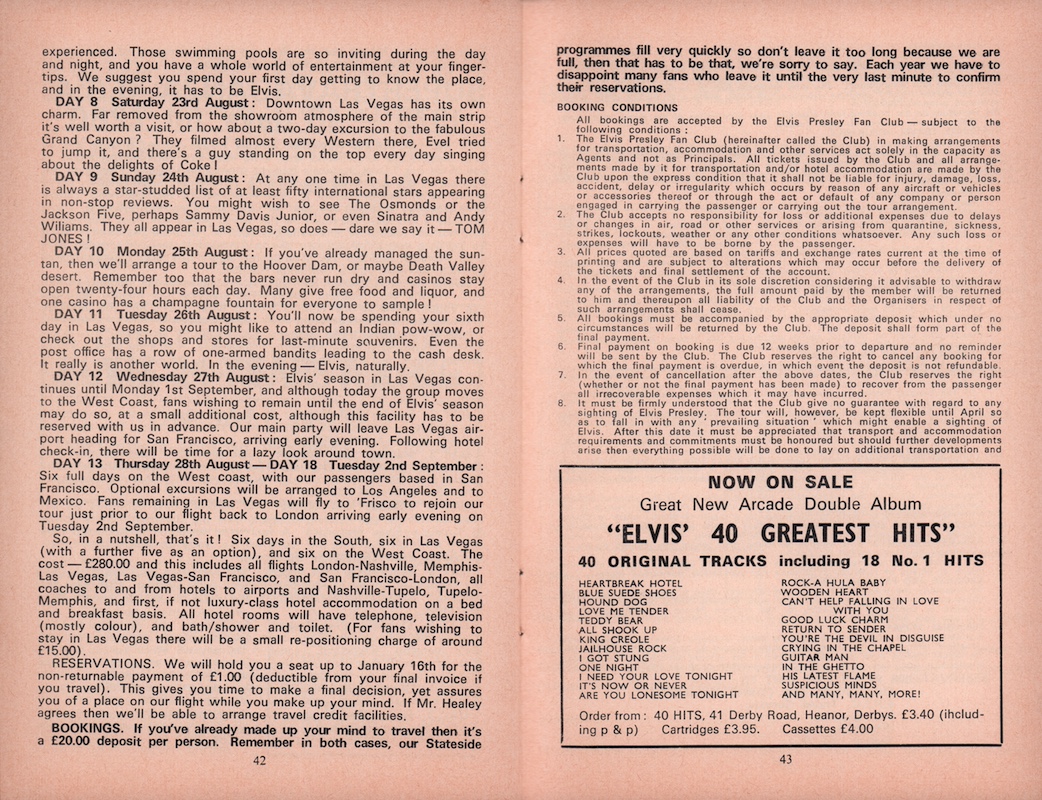 experienced. Those swimming pools are so inviting during the day
and night, and you have a whole world of entertainment at your finger-
tips. We suggest you spend your first day getting to know the place,
and in the evening, it has to be Elvis.
DAY 8 Saturday 23rd August: Downtown Las Vegas has its own
charm. Far removed from the showroom atmosphere of the main strip
it's well worth a visit, or how about a two-day excursion to the fabulous
Grand Canyon? They filmed almost every Western there, Evel tried
to jump it, and there's a guy standing on the top every day singing
about the delights of Coke!
DAY 9 Sunday 24th August: At any one time in Las Vegas there
is always a star-studded list of at least fifty international stars appearing
in non-stop reviews. You might wish to see The Osmonds or the
Jackson Five, perhaps Sammy Davis Junior, or even Sinatra and Andy
Wiliams. They all appear in Las Vegas, so does — dare we say it — TOM
JONES!
DAY 10 Monday 25th August: If you've already managed the sun-
tan, then we'll arrange a tour to the Hoover Dam, or maybe Death Valley
desert. Remember too that the bars never run dry and casinos stay
open twenty-four hours each day. Many give free food and liquor, and
one casino has a champagne fountain for everyone to sample!
DAY 11 Tuesday 26th August: You'll now be spending your sixth
day in Las Vegas, so you might like to attend an Indian pow-wow, or
check out the shops and stores for last-minute souvenirs. Even the
post office has a row of one-armed bandits leading to the cash desk.
It really is another world. In the evening — Elvis, naturally.
DAY 12 Wednesday 27th August: Elvis' season in Las Vegas con-
tinues until Monday 1st September, and although today the group moves
to the West Coast, fans wishing to remain until the end of Elvis' season
may do so, at a small additional cost, although this facility has to be
reserved with us in advance. Our main party will leave Las Vegas air-
port heading for San Francisco, arriving early evening. Following hotel
check-in, there will be time for a lazy look around town.
DAY 13 Thursday 28th August — DAY 18 Tuesday 2nd September:
Six full days on the West coast, with our passengers based in San
Francisco. Optional excursions will be arranged to Los Angeles and to
Mexico. Fans remaining in Las Vegas will fly to 'Frisco to rejoin our
tour just prior to our flight back to London arriving early evening on
Tuesday 2nd September.
So, in a nutshell, that's it! Six days in the South, six in Las Vegas
(with a further five as an option), and six on the West Coast. The
cost — £280.00 and this includes all flights London-Nashville, Memphis-
Las Vegas, Las Vegas-San Francisco, and San Francisco-London, all
coaches to and from hotels to airports and Nashville-Tupelo, Tupelo-
Memphis, and first, if not luxury-class hotel accommodation on a bed
and breakfast basis. All hotel rooms will have telephone, television
(mostly colour), and bath/shower and toilet. (For fans wishing to
stay in Las Vegas there will be a small re-positioning charge of around
£15.00).
RESERVATIONS. We will hold you a seat up to January 16th for the
non-returnable payment of £1.00 (deductible from your final invoice if
you travel). This gives you time to make a final decision, yet assures
you of a place on our flight while you make up your mind. If Mr. Healey
agrees then we'll be able to arrange travel credit facilities.
BOOKINGS. If you've already made up your mind to travel then it's
a £20.00 deposit per person. Remember in both cases, our Stateside
42
programmes fill very quickly so don't leave it too long because we are
full, then that has to be that, we're sorry to say. Each year we have to
disappoint many fans who leave it until the very last minute to confirm
their reservations.
BOOKING CONDITIONS
All bookings are accepted by the Elvis Presley Fan Club — subject to the
following conditions:
1. The Elvis Presley Fan Club (hereinafter called the Club) in making arrangements
for transportation, accommodation and other services act solely in the capacity as
Agents and not as Principals. All tickets issued by the Club and all arrange-
ments made by it for transportation and/or hotel accommodation are made by the
Club upon the express condition that it shall not be liable for injury, damage, loss,
accident, delay or irregularity which occurs by reason of any aircraft or vehicles
or accessories thereof or through the act or default of any company or person
engaged in carrying the passenger or carrying out the tour arrangement.
2. The Club accepts no responsibility for loss or additional expenses due to delays
or changes in air, road or other services or arising from quarantine, sickness,
strikes, lockouts, weather or any other conditions whatsoever. Any such loss or
expenses will have to be borne by the passenger.
3. All prices quoted are based on tariffs and exchange rates current at the time of
printing and are subject to alterations which may occur before the delivery of
the tickets and final settlement of the account.
4. In the event of the Club in its sole discretion considering it advisable to withdraw
any of the arrangements, the full amount paid by the member will be returned
to him and thereupon all liability of the Club and the Organisers in respect of
such arrangements shall cease.
5. All bookings must be accompanied by the appropriate deposit which under no
circumstances will be returned by the Club. The deposit shall form part of the
final payment.
6. Final payment on booking is due 12 weeks prior to departure and no reminder
will be sent by the Club. The Club reserves the right to cancel any booking for
which the final payment is overdue, in which event the deposit is not refundable.
7. In the event of cancellation after the above dates, the Club reserves the right
(whether or not the final payment has been made) to recover from the passenger
all irrecoverable expenses which it may have incurred.
8. It must be firmly understood that the Club give no guarantee with regard to any
sighting of Elvis Presley. The tour will, however, be kept flexible until April so
as to fall in with any 'prevailing situation' which might enable a sighting of
Elvis. After this date it must be appreciated that transport and accommodation
requirements and commitments must be honoured but should further developments
arise then everything possible will be done to lay on additional transportation and
NOW ON SALE
Great New Arcade Double Album
"ELVIS' 40 GREATEST HITS"
40 ORIGINAL TRACKS including 18 No. 1 HITS
HEARTBREAK HOTEL
BLUE SUEDE SHOES
HOUND DOG
LOVE ME TENDER
TEDDY BEAR
ALL SHOOK UP
KING CREOLE
JAILHOUSE ROCK
I GOT STUNG
ONE NIGHT
I NEED YOUR LOVE TONIGHT
IT'S NOW OR NEVER
ARE YOU LONESOME TONIGHT
ROCK-A HULA BABY
WOODEN HEART
CAN'T HELP FALLING IN LOVE
WITH YOU
GOOD LUCK CHARM
RETURN TO SENDER
YOU'RE THE DEVIL IN DISGUISE
CRYING IN THE CHAPEL
GUITAR MAN
IN THE GHETTO
HIS LATEST FLAME
SUSPICIOUS MINDS
AND MANY, MANY, MORE!
Order from: 40 HITS, 41 Derby Road, Heanor, Derbys. £3.40 (ihclud-
ing p & p) Cartridges £3.95. Cassettes £4.00
43